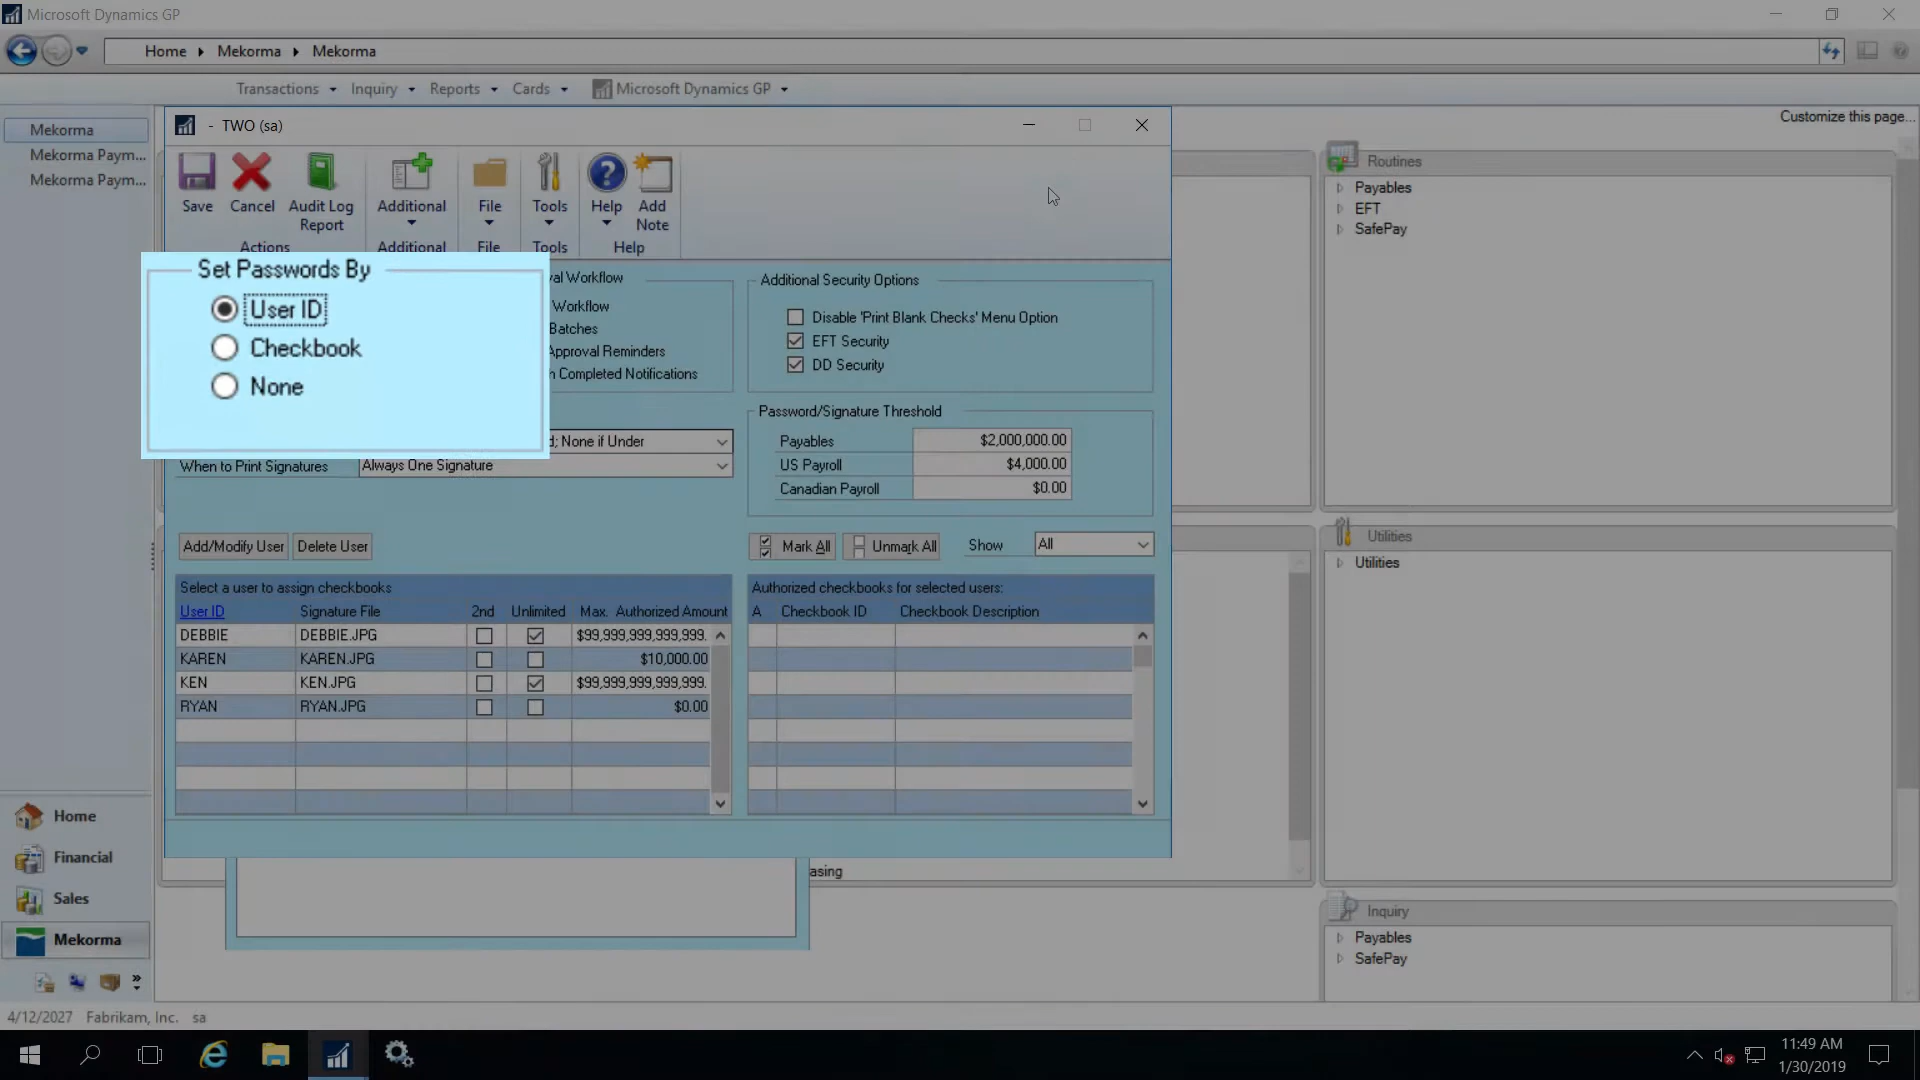 Microsoft Dynamics GP
Home Mekorma Mekorma
Transactions Inquiry Reports Cards Microsoft Dynamics GP
Customize this page...
Mekorma
Mekorma Paym...
Mekorma Paym...
- TWO (sa)
Save Cancel Audit Log Report Additional File Tools Help Add Note
Actions Additional File Tools Help
Set Passwords By
User ID
Checkbook
None
al Workflow
Workflow
Batches
Approval Reminders
h Completed Notifications
Additional Security Options
Disable 'Print Blank Checks' Menu Option
EFT Security
DD Security
Password/Signature Threshold
Payables $2,000,000.00
US Payroll $4,000.00
Canadian Payroll $0.00
d; None if Under
When to Print Signatures Always One Signature
Add/Modify User Delete User
Mark All Unmark All Show All
Select a user to assign checkbooks
User ID Signature File 2nd Unlimited Max. Authorized Amount
DEBBIE DEBBIE.JPG $99,999,999,999,999.
KAREN KAREN.JPG $10,000.00
KEN KEN.JPG $99,999,999,999,999.
RYAN RYAN.JPG $0.00
Authorized checkbooks for selected users:
A Checkbook ID Checkbook Description
asing
Routines
Payables
EFT
SafePay
Utilities
Utilities
Inquiry
Payables
SafePay
Home
Financial
Sales
Mekorma
4/12/2027 Fabrikam, Inc. sa
11:49 AM
1/30/2019